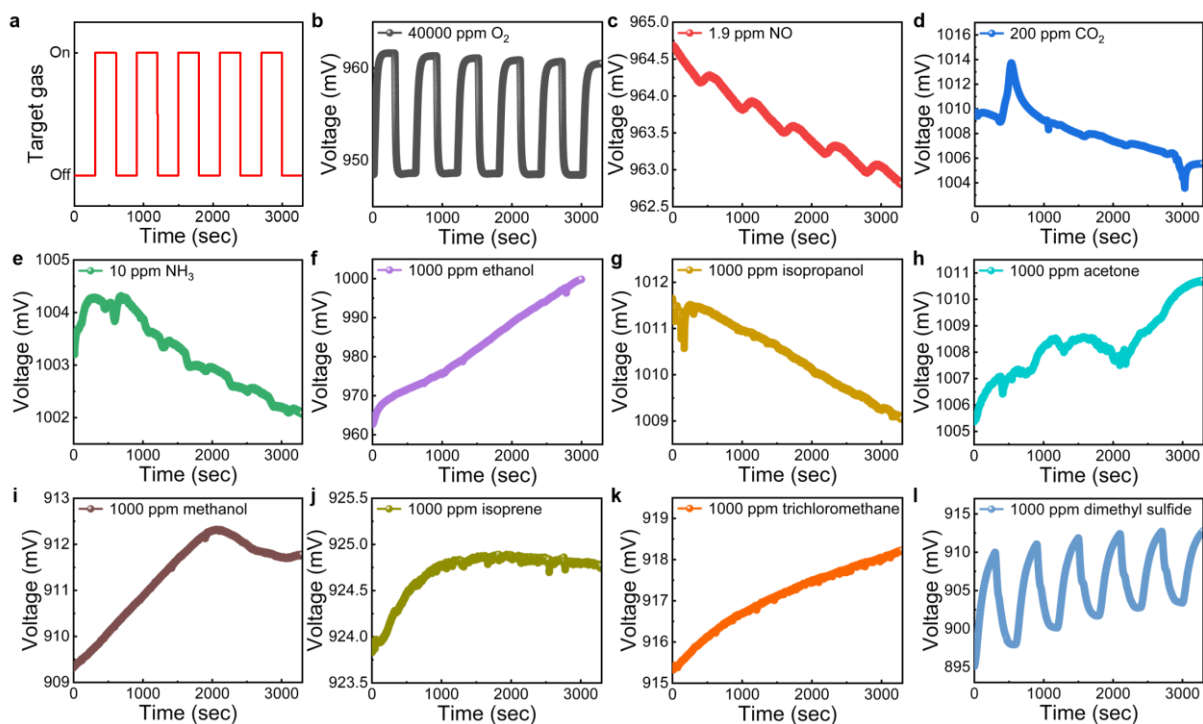 a
On
Target gas
Off
0 1000 2000 3000
Time (sec)
b
40000 ppm O₂
Voltage (mV)
960
950
0 1000 2000 3000
Time (sec)
c
1.9 ppm NO
Voltage (mV)
965.0
964.5
964.0
963.5
963.0
962.5
0 1000 2000 3000
Time (sec)
d
200 ppm CO₂
Voltage (mV)
1016
1014
1012
1010
1008
1006
1004
0 1000 2000 3000
Time (sec)
e
10 ppm NH₃
Voltage (mV)
1005
1004
1003
1002
0 1000 2000 3000
Time (sec)
f
1000 ppm ethanol
Voltage (mV)
1000
990
980
970
960
0 1000 2000 3000
Time (sec)
g
1000 ppm isopropanol
Voltage (mV)
1012
1011
1010
1009
0 1000 2000 3000
Time (sec)
h
1000 ppm acetone
Voltage (mV)
1011
1010
1009
1008
1007
1006
1005
0 1000 2000 3000
Time (sec)
i
1000 ppm methanol
Voltage (mV)
913
912
911
910
909
0 1000 2000 3000
Time (sec)
j
1000 ppm isoprene
Voltage (mV)
925.5
925.0
924.5
924.0
923.5
0 1000 2000 3000
Time (sec)
k
1000 ppm trichloromethane
Voltage (mV)
919
918
917
916
915
0 1000 2000 3000
Time (sec)
l
1000 ppm dimethyl sulfide
Voltage (mV)
915
910
905
900
895
0 1000 2000 3000
Time (sec)